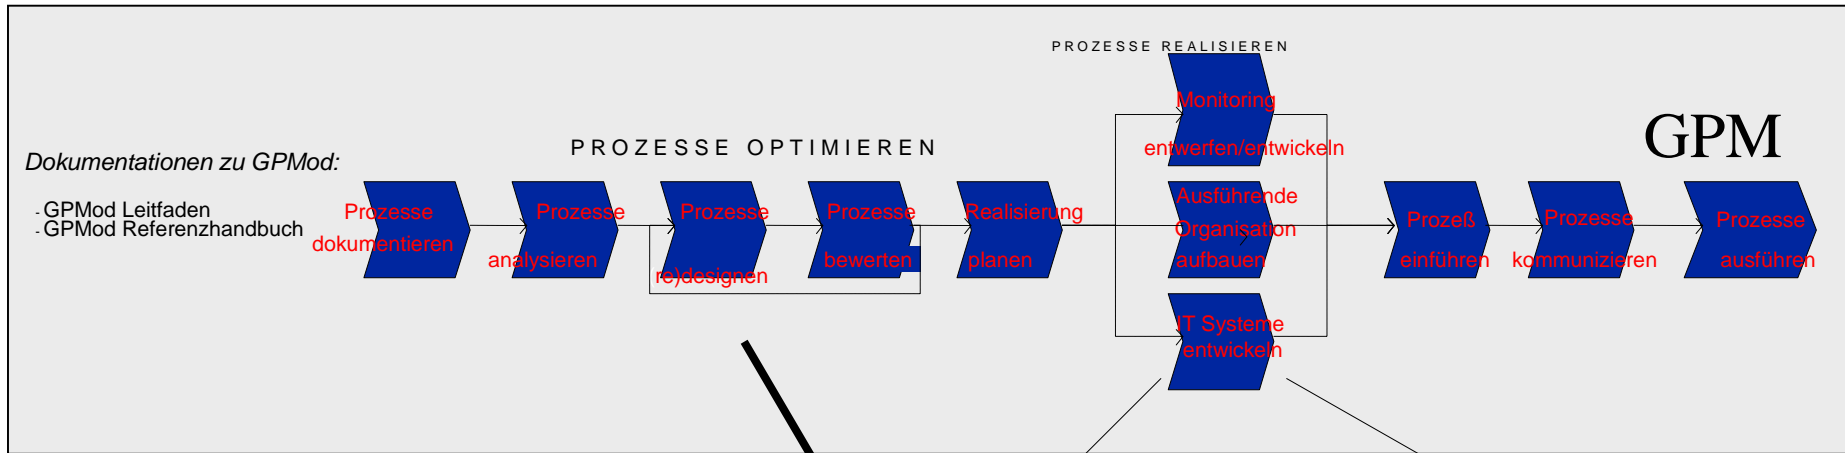 PROZESSE REALISIEREN
GPM
PROZESSE OPTIMIEREN
Dokumentationen zu GPMod:
- GPMod Leitfaden
- GPMod Referenzhandbuch
Prozesse
dokumentieren
Prozesse
analysieren
Prozesse
re)designen
Prozesse
bewerten
Realisierung
planen
Monitoring
entwerfen/entwickeln
Ausführende
Organisation
aufbauen
IT Systeme
entwickeln
Prozeß
einführen
Prozesse
kommunizieren
Prozesse
ausführen